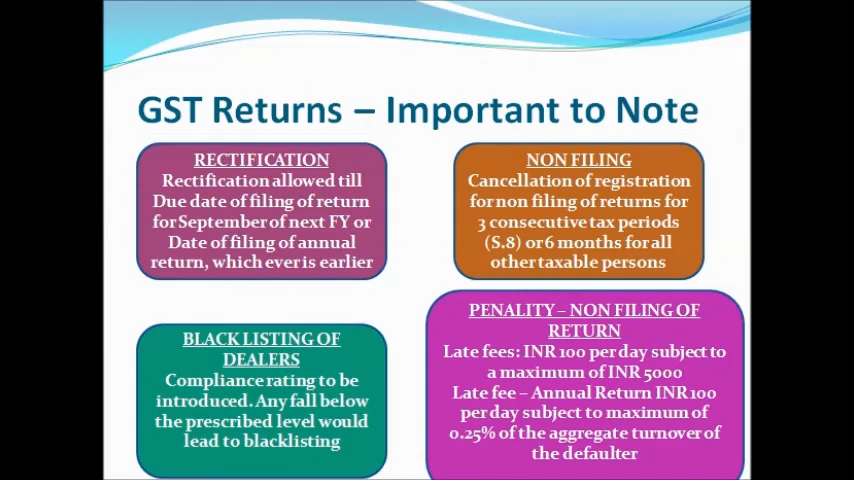 GST Returns – Important to Note
RECTIFICATION
Rectification allowed till
Due date of filing of return
for September of next FY or
Date of filing of annual
return, which ever is earlier
NON FILING
Cancellation of registration
for non filing of returns for
3 consecutive tax periods
(S.8) or 6 months for all
other taxable persons
BLACK LISTING OF
DEALERS
Compliance rating to be
introduced. Any fall below
the prescribed level would
lead to blacklisting
PENALITY – NON FILING OF
RETURN
Late fees: INR 100 per day subject to
a maximum of INR 5000
Late fee – Annual Return INR 100
per day subject to maximum of
0.25% of the aggregate turnover of
the defaulter